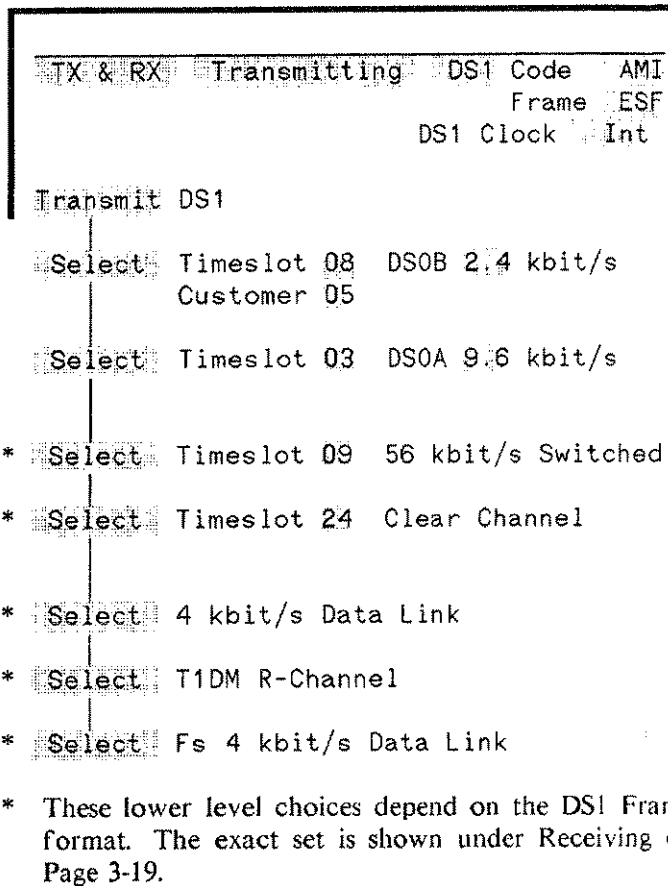 TX & RX Transmitting DS1 Code AMI
Frame ESF
DS1 Clock Int
Transmit DS1
Select Timeslot 08 DS0B 2.4 kbit/s
Customer 05
Select Timeslot 03 DS0A 9.6 kbit/s
* Select Timeslot 09 56 kbit/s Switched
* Select Timeslot 24 Clear Channel
* Select 4 kbit/s Data Link
* Select T1DM R-Channel
* Select Fs 4 kbit/s Data Link
* These lower level choices depend on the DS1 Fran
format. The exact set is shown under Receiving
Page 3-19.